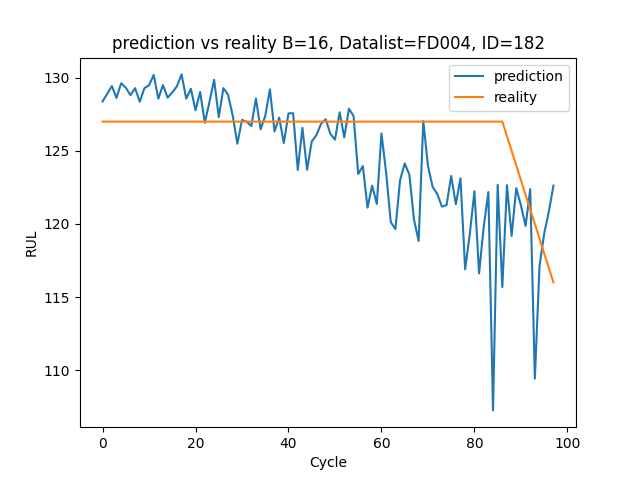 prediction vs reality B=16, Datalist=FD004, ID=182
prediction
reality
130
125
120
115
110
RUL
0 20 40 60 80 100
Cycle